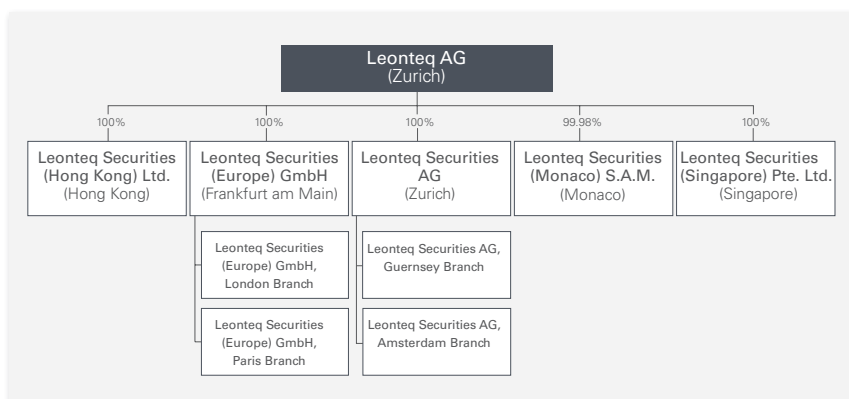 Leonteq AG
(Zurich)
100%
100%
100%
99.98%
100%
Leonteq Securities
(Hong Kong) Ltd.
(Hong Kong)
Leonteq Securities
(Europe) GmbH
(Frankfurt am Main)
Leonteq Securities
AG
(Zurich)
Leonteq Securities
(Monaco) S.A.M.
(Monaco)
Leonteq Securities
(Singapore) Pte. Ltd.
(Singapore)
Leonteq Securities
(Europe) GmbH,
London Branch
Leonteq Securities AG,
Guernsey Branch
Leonteq Securities
(Europe) GmbH,
Paris Branch
Leonteq Securities AG,
Amsterdam Branch